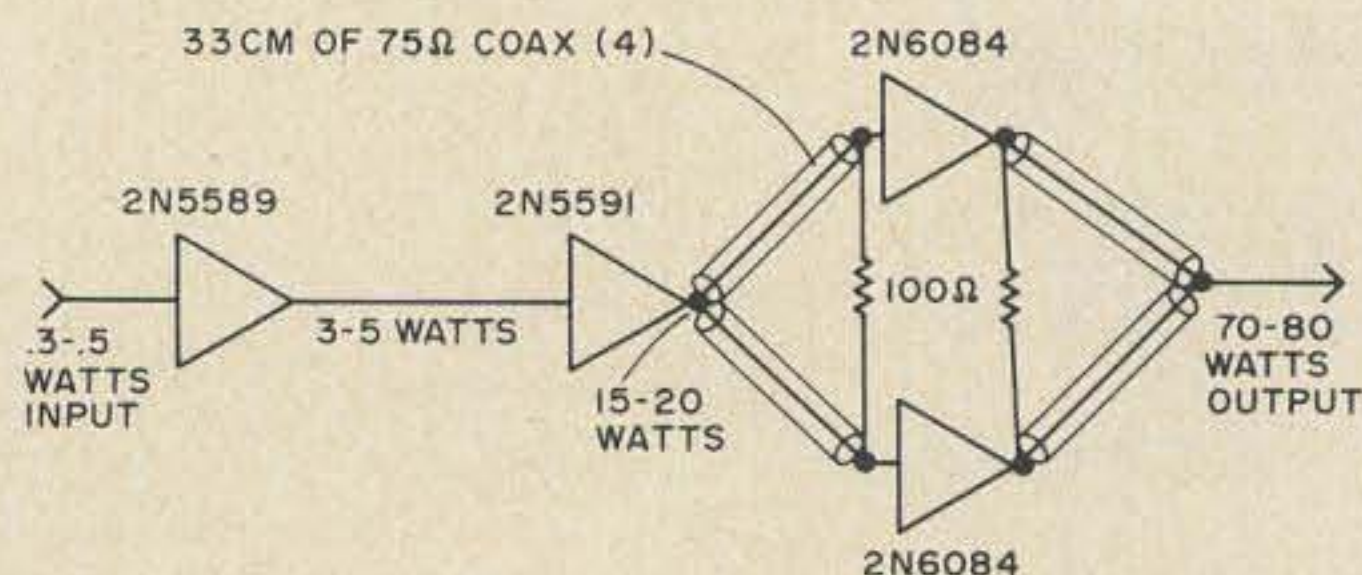 33CM OF 75Ω COAX (4)
2N6084
2N5589
2N5591
.3-.5
WATTS
INPUT
3-5 WATTS
15-20
WATTS
100Ω
70-80
WATTS
OUTPUT
2N6084